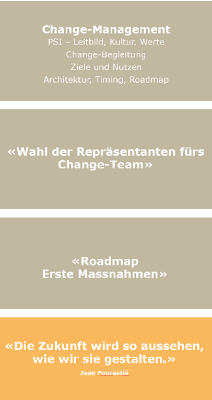 Change-Management
PSI – Leitbild, Kultur, Werte
Change-Begleitung
Ziele und Nutzen
Architektur, Timing, Roadmap
«Wahl der Repräsentanten fürs
Change-Team»
«Roadmap
Erste Massnahmen»
«Die Zukunft wird so aussehen,
wie wir sie gestalten.»
Jean Fourastié